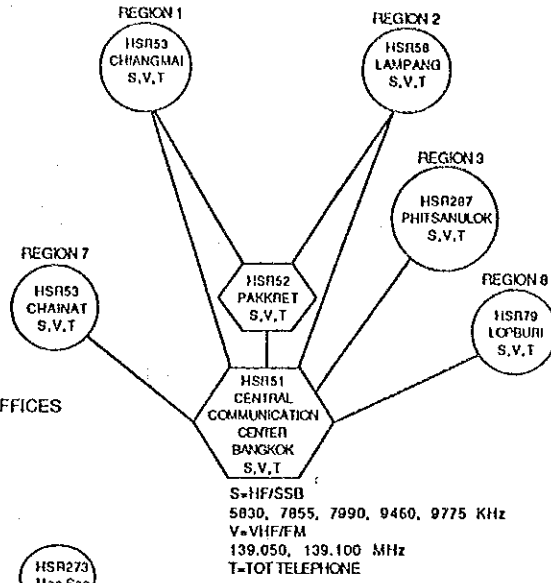 REGION 1
HSR53
CHIANGMAI
S,V,T
REGION 2
HSR58
LAMPANG
S,V,T
REGION 3
HSR287
PHITSANULOK
S,V,T
REGION 7
HSR53
CHAINAT
S,V,T
HSR52
PAKKRET
S,V,T
REGION 8
HSR79
LOPBURI
S,V,T
FFICES
HSR51
CENTRAL
COMMUNICATION
CENTER
BANGKOK
S,V,T
S=HF/SSB
5830, 7855, 7990, 9460, 9775 KHz
V=VHF/FM
139.050, 139.100 MHz
T=TOT TELEPHONE
HSR273